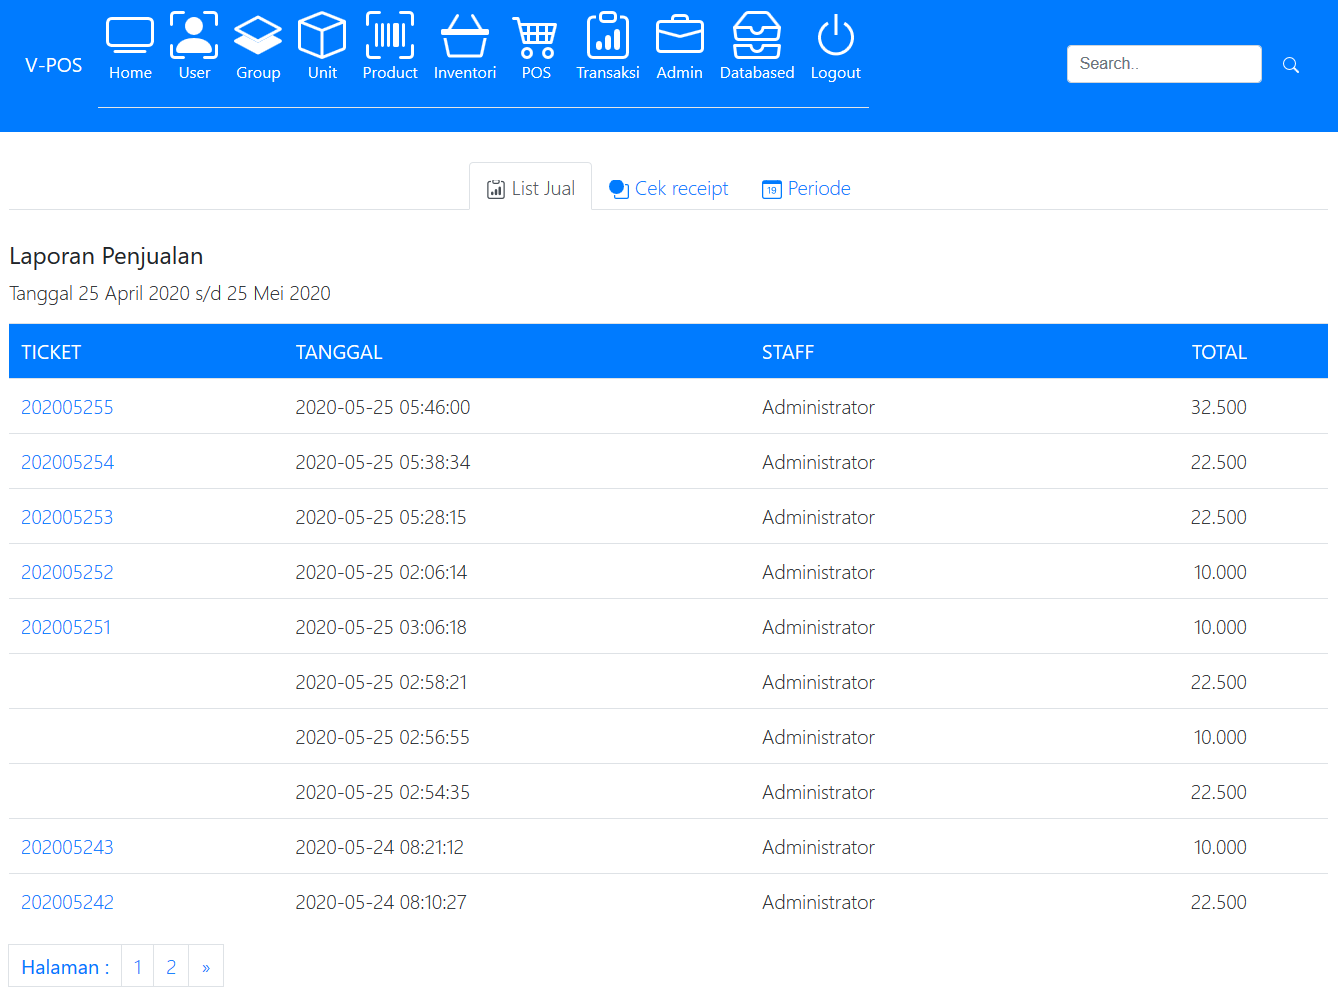 V-POS Home User Group Unit Product Inventori POS Transaksi Admin Databased Logout Search..
List Jual Cek receipt 19 Periode
Laporan Penjualan
Tanggal 25 April 2020 s/d 25 Mei 2020
TICKET TANGGAL STAFF TOTAL
202005255 2020-05-25 05:46:00 Administrator 32.500
202005254 2020-05-25 05:38:34 Administrator 22.500
202005253 2020-05-25 05:28:15 Administrator 22.500
202005252 2020-05-25 02:06:14 Administrator 10.000
202005251 2020-05-25 03:06:18 Administrator 10.000
2020-05-25 02:58:21 Administrator 22.500
2020-05-25 02:56:55 Administrator 10.000
2020-05-25 02:54:35 Administrator 22.500
202005243 2020-05-24 08:21:12 Administrator 10.000
202005242 2020-05-24 08:10:27 Administrator 22.500
Halaman : 1 2 »